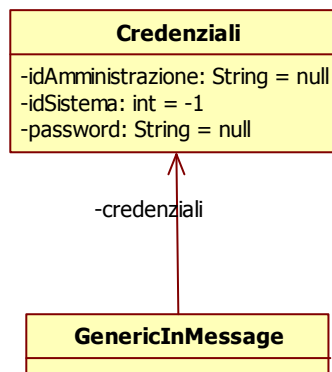 Credenziali
-idAmministrazione: String = null
-idSistema: int = -1
-password: String = null
-credenziali
GenericInMessage